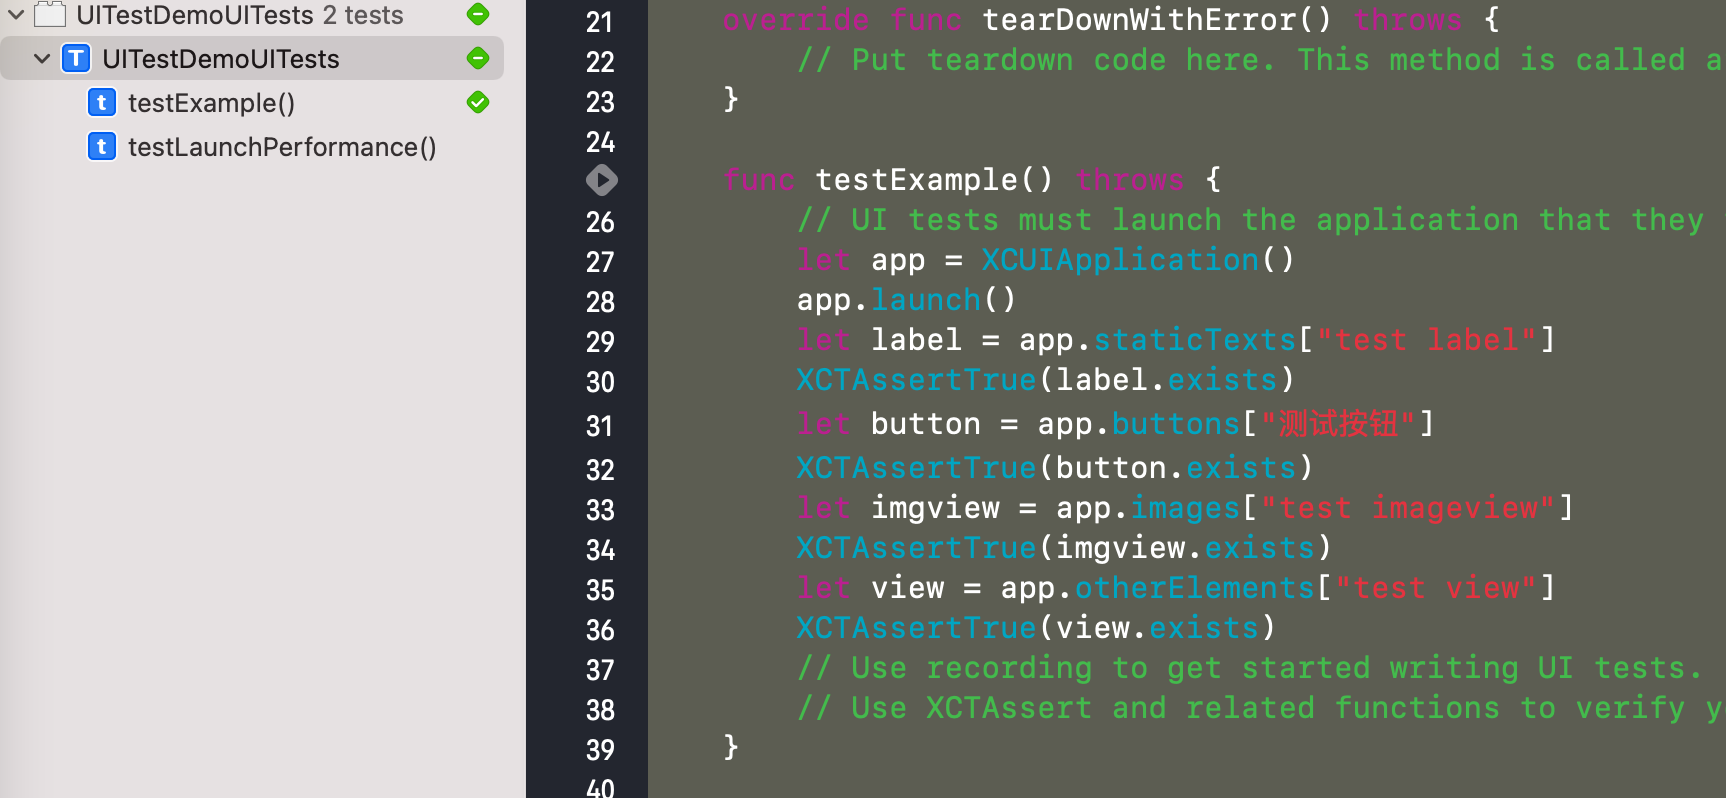 UITestDemoUITests 2 tests
T UITestDemoUITests
t testExample()
t testLaunchPerformance()
21 override func tearDownWithError() throws {
22 // Put teardown code here. This method is called a
23 }
24
func testExample() throws {
26 // UI tests must launch the application that they
27 let app = XCUIApplication()
28 app.launch()
29 let label = app.staticTexts["test label"]
30 XCTAssertTrue(label.exists)
31 let button = app.buttons["测试按钮"]
32 XCTAssertTrue(button.exists)
33 let imgview = app.images["test imageview"]
34 XCTAssertTrue(imgview.exists)
35 let view = app.otherElements["test view"]
36 XCTAssertTrue(view.exists)
37 // Use recording to get started writing UI tests.
38 // Use XCTAssert and related functions to verify y
39 }
40